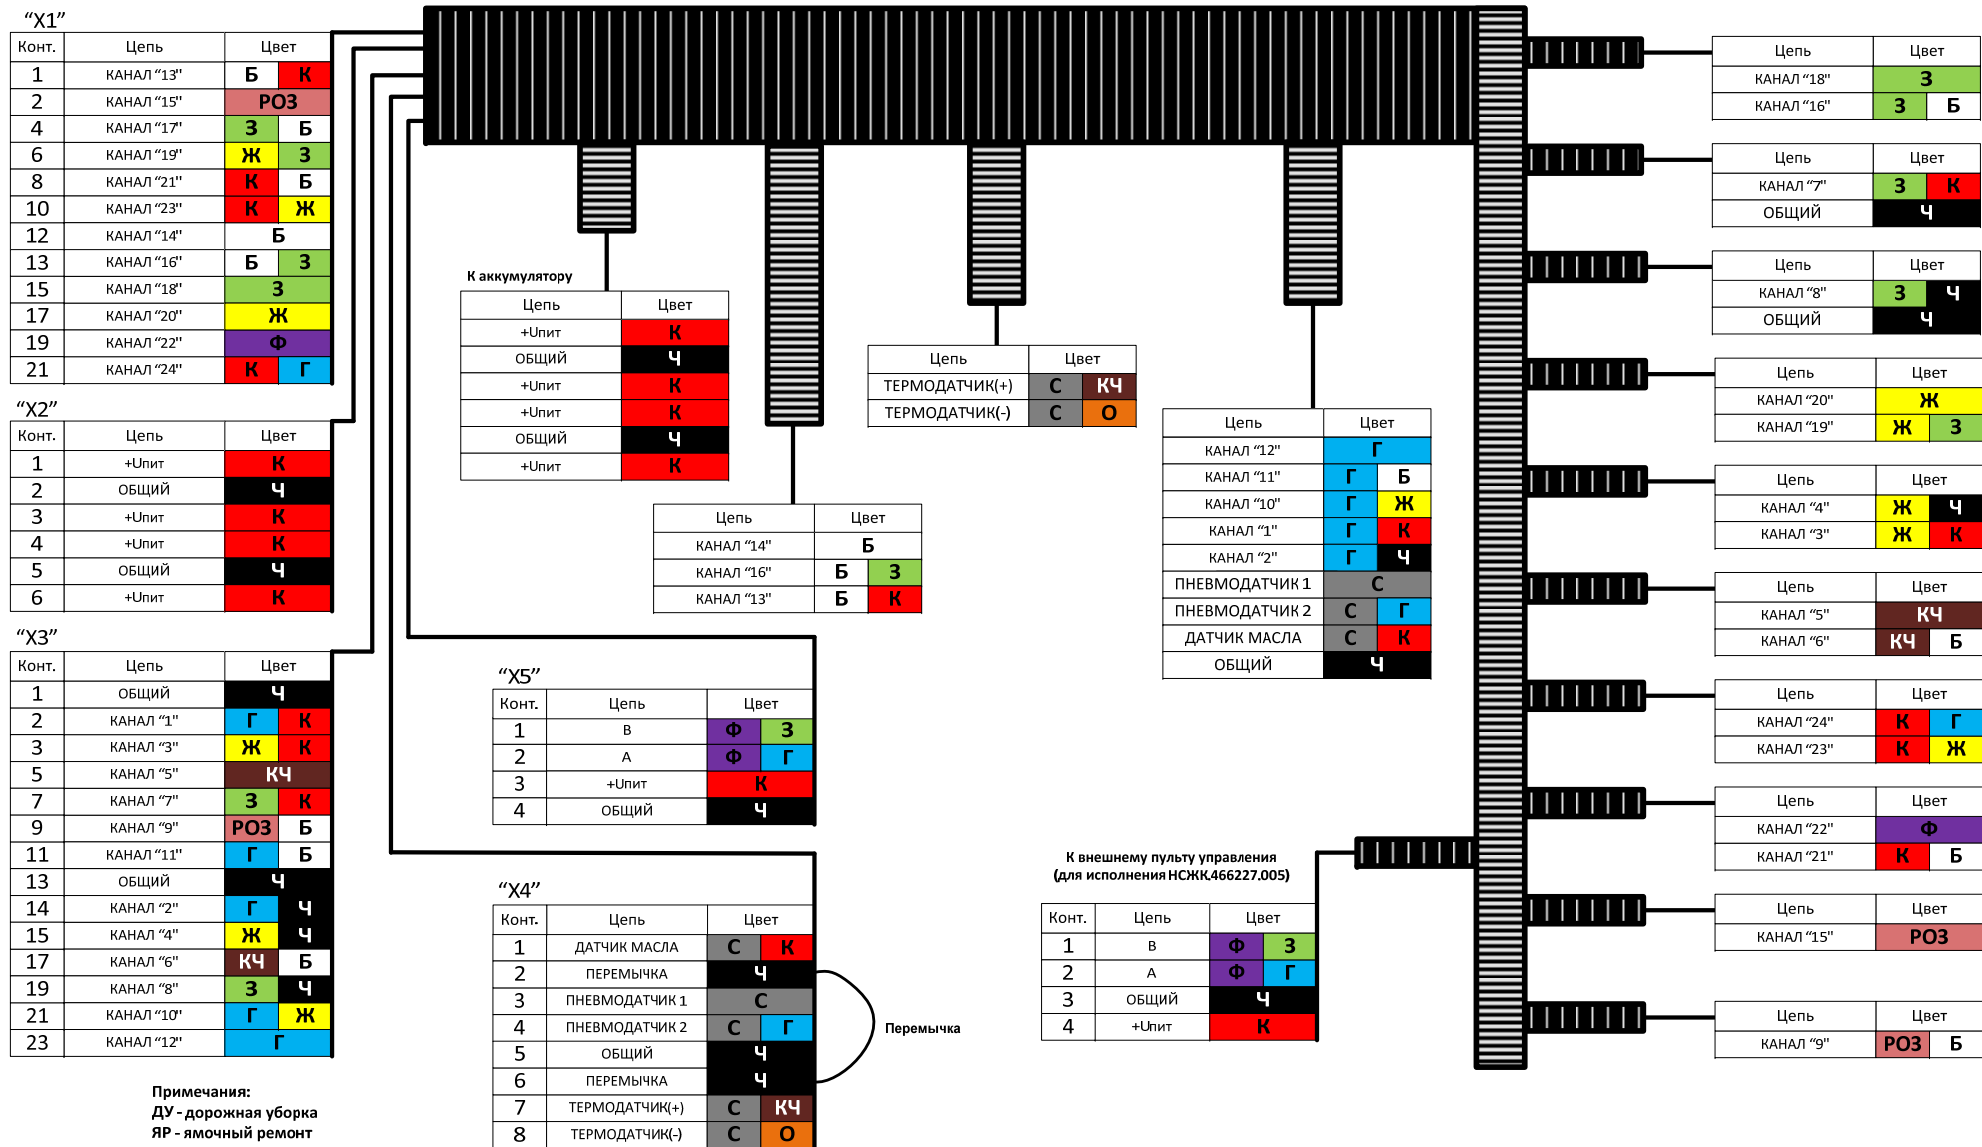 “X1”
Конт. Цепь Цвет
1 КАНАЛ “13" Б К
2 КАНАЛ “15" РОЗ
4 КАНАЛ “17" З Б
6 КАНАЛ “19" Ж З
8 КАНАЛ “21" К Б
10 КАНАЛ “23" К Ж
12 КАНАЛ “14" Б
13 КАНАЛ “16" Б З
15 КАНАЛ “18" З
17 КАНАЛ “20" Ж
19 КАНАЛ “22" Ф
21 КАНАЛ “24" К Г
“X2”
Конт. Цепь Цвет
1 +Uпит К
2 ОБЩИЙ Ч
3 +Uпит К
4 +Uпит К
5 ОБЩИЙ Ч
6 +Uпит К
“X3”
Конт. Цепь Цвет
1 ОБЩИЙ Ч
2 КАНАЛ “1" Г К
3 КАНАЛ “3" Ж К
5 КАНАЛ “5" КЧ
7 КАНАЛ “7" З К
9 КАНАЛ “9" РОЗ Б
11 КАНАЛ “11" Г Б
13 ОБЩИЙ Ч
14 КАНАЛ “2" Г Ч
15 КАНАЛ “4" Ж Ч
17 КАНАЛ “6" КЧ Б
19 КАНАЛ “8" З Ч
21 КАНАЛ “10" Г Ж
23 КАНАЛ “12" Г
Примечания:
ДУ - дорожная уборка
ЯР - ямочный ремонт
К аккумулятору
Цепь Цвет
+Uпит К
ОБЩИЙ Ч
+Uпит К
+Uпит К
ОБЩИЙ Ч
+Uпит К
Цепь Цвет
КАНАЛ “14" Б
КАНАЛ “16" Б З
КАНАЛ “13" Б К
Цепь Цвет
ТЕРМОДАТЧИК(+) С КЧ
ТЕРМОДАТЧИК(-) С О
Цепь Цвет
КАНАЛ “12" Г
КАНАЛ “11" Г Б
КАНАЛ “10" Г Ж
КАНАЛ “1" Г К
КАНАЛ “2" Г Ч
ПНЕВМОДАТЧИК 1 С
ПНЕВМОДАТЧИК 2 С Г
ДАТЧИК МАСЛА С К
ОБЩИЙ Ч
“X5”
Конт. Цепь Цвет
1 B Ф З
2 A Ф Г
3 +Uпит К
4 ОБЩИЙ Ч
“X4”
Конт. Цепь Цвет
1 ДАТЧИК МАСЛА С К
2 ПЕРЕМЫЧКА Ч
3 ПНЕВМОДАТЧИК 1 С
4 ПНЕВМОДАТЧИК 2 С Г
5 ОБЩИЙ Ч
6 ПЕРЕМЫЧКА Ч
7 ТЕРМОДАТЧИК(+) С КЧ
8 ТЕРМОДАТЧИК(-) С О
Перемычка
К внешнему пульту управления
(для исполнения НСЖК.466227.005)
Конт. Цепь Цвет
1 B Ф З
2 A Ф Г
3 ОБЩИЙ Ч
4 +Uпит К
Цепь Цвет
КАНАЛ “18" З
КАНАЛ “16" З Б
Цепь Цвет
КАНАЛ “7" З К
ОБЩИЙ Ч
Цепь Цвет
КАНАЛ “8" З Ч
ОБЩИЙ Ч
Цепь Цвет
КАНАЛ “20" Ж
КАНАЛ “19" Ж З
Цепь Цвет
КАНАЛ “4" Ж Ч
КАНАЛ “3" Ж К
Цепь Цвет
КАНАЛ “5" КЧ
КАНАЛ “6" КЧ Б
Цепь Цвет
КАНАЛ “24" К Г
КАНАЛ “23" К Ж
Цепь Цвет
КАНАЛ “22" Ф
КАНАЛ “21" К Б
Цепь Цвет
КАНАЛ “15" РОЗ
Цепь Цвет
КАНАЛ “9" РОЗ Б